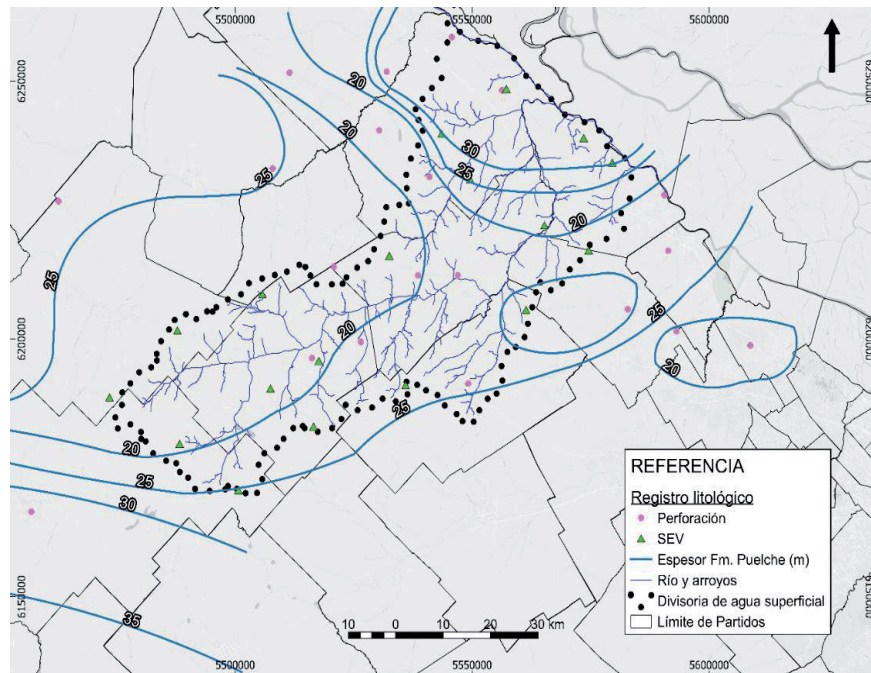 5500000 5550000 5600000
6250000
6250000
20
20
30
25
25
20
25
20
25
6200000
6200000
20
25
20
25
30
35
6150000
6150000
REFERENCIA
Registro litológico
Perforación
SEV
Espesor Fm. Puelche (m)
Río y arroyos
Divisoria de agua superficial
Límite de Partidos
10 0 10 20 30 km
5500000 5550000 5600000